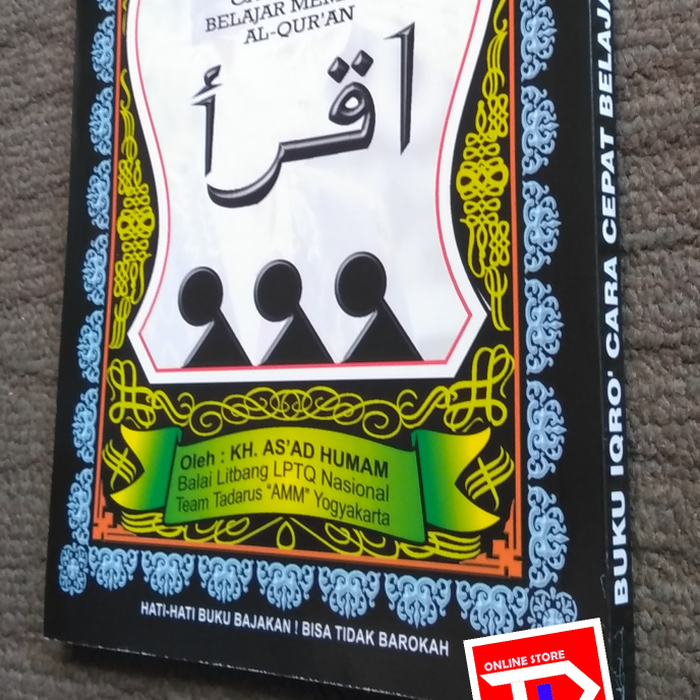 BELAJAR
AL-QUR'AN
اقرأ
Oleh : KH. AS'AD HUMAM
Balai Litbang LPTQ Nasional
Team Tadarus "AMM" Yogyakarta
HATI-HATI BUKU BAJAKAN ! BISA TIDAK BAROKAH
BUKU IQRO' CARA CEPAT BELAJA
ONLINE STORE